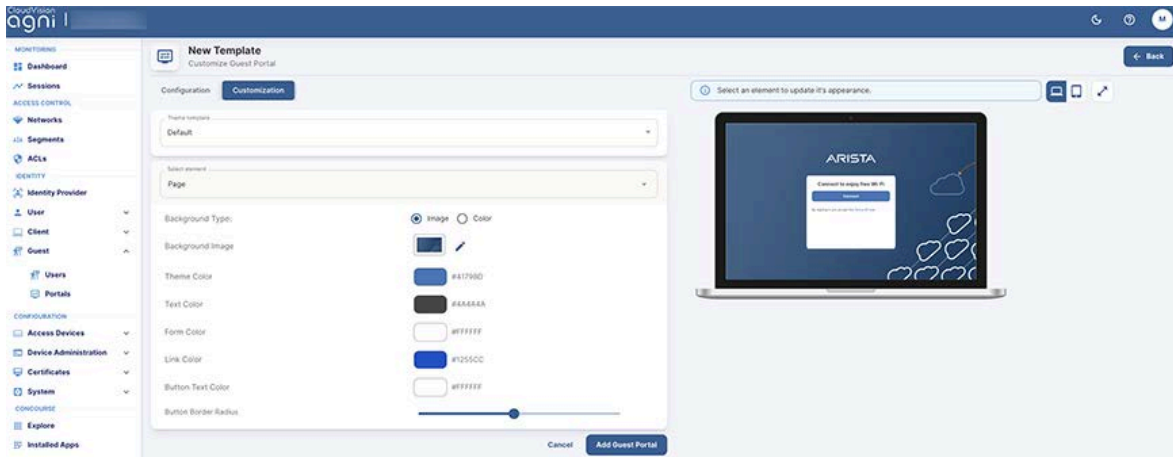 CloudVision
agni
M
MONITORING
Dashboard
Sessions
ACCESS CONTROL
Networks
Segments
ACLs
IDENTITY
Identity Provider
User
Client
Guest
Users
Portals
CONFIGURATION
Access Devices
Device Administration
Certificates
System
CONCOURSE
Explore
Installed Apps
New Template
Customize Guest Portal
Back
Configuration
Customization
Theme template
Default
Select element
Page
Background Type:
Image
Color
Background Image
Theme Color
#4179BD
Text Color
#4A4A4A
Form Color
#FFFFFF
Link Color
#1255CC
Button Text Color
#FFFFFF
Button Border Radius
Cancel
Add Guest Portal
Select an element to update it's appearance.
ARISTA
Connect to enjoy free Wi-Fi